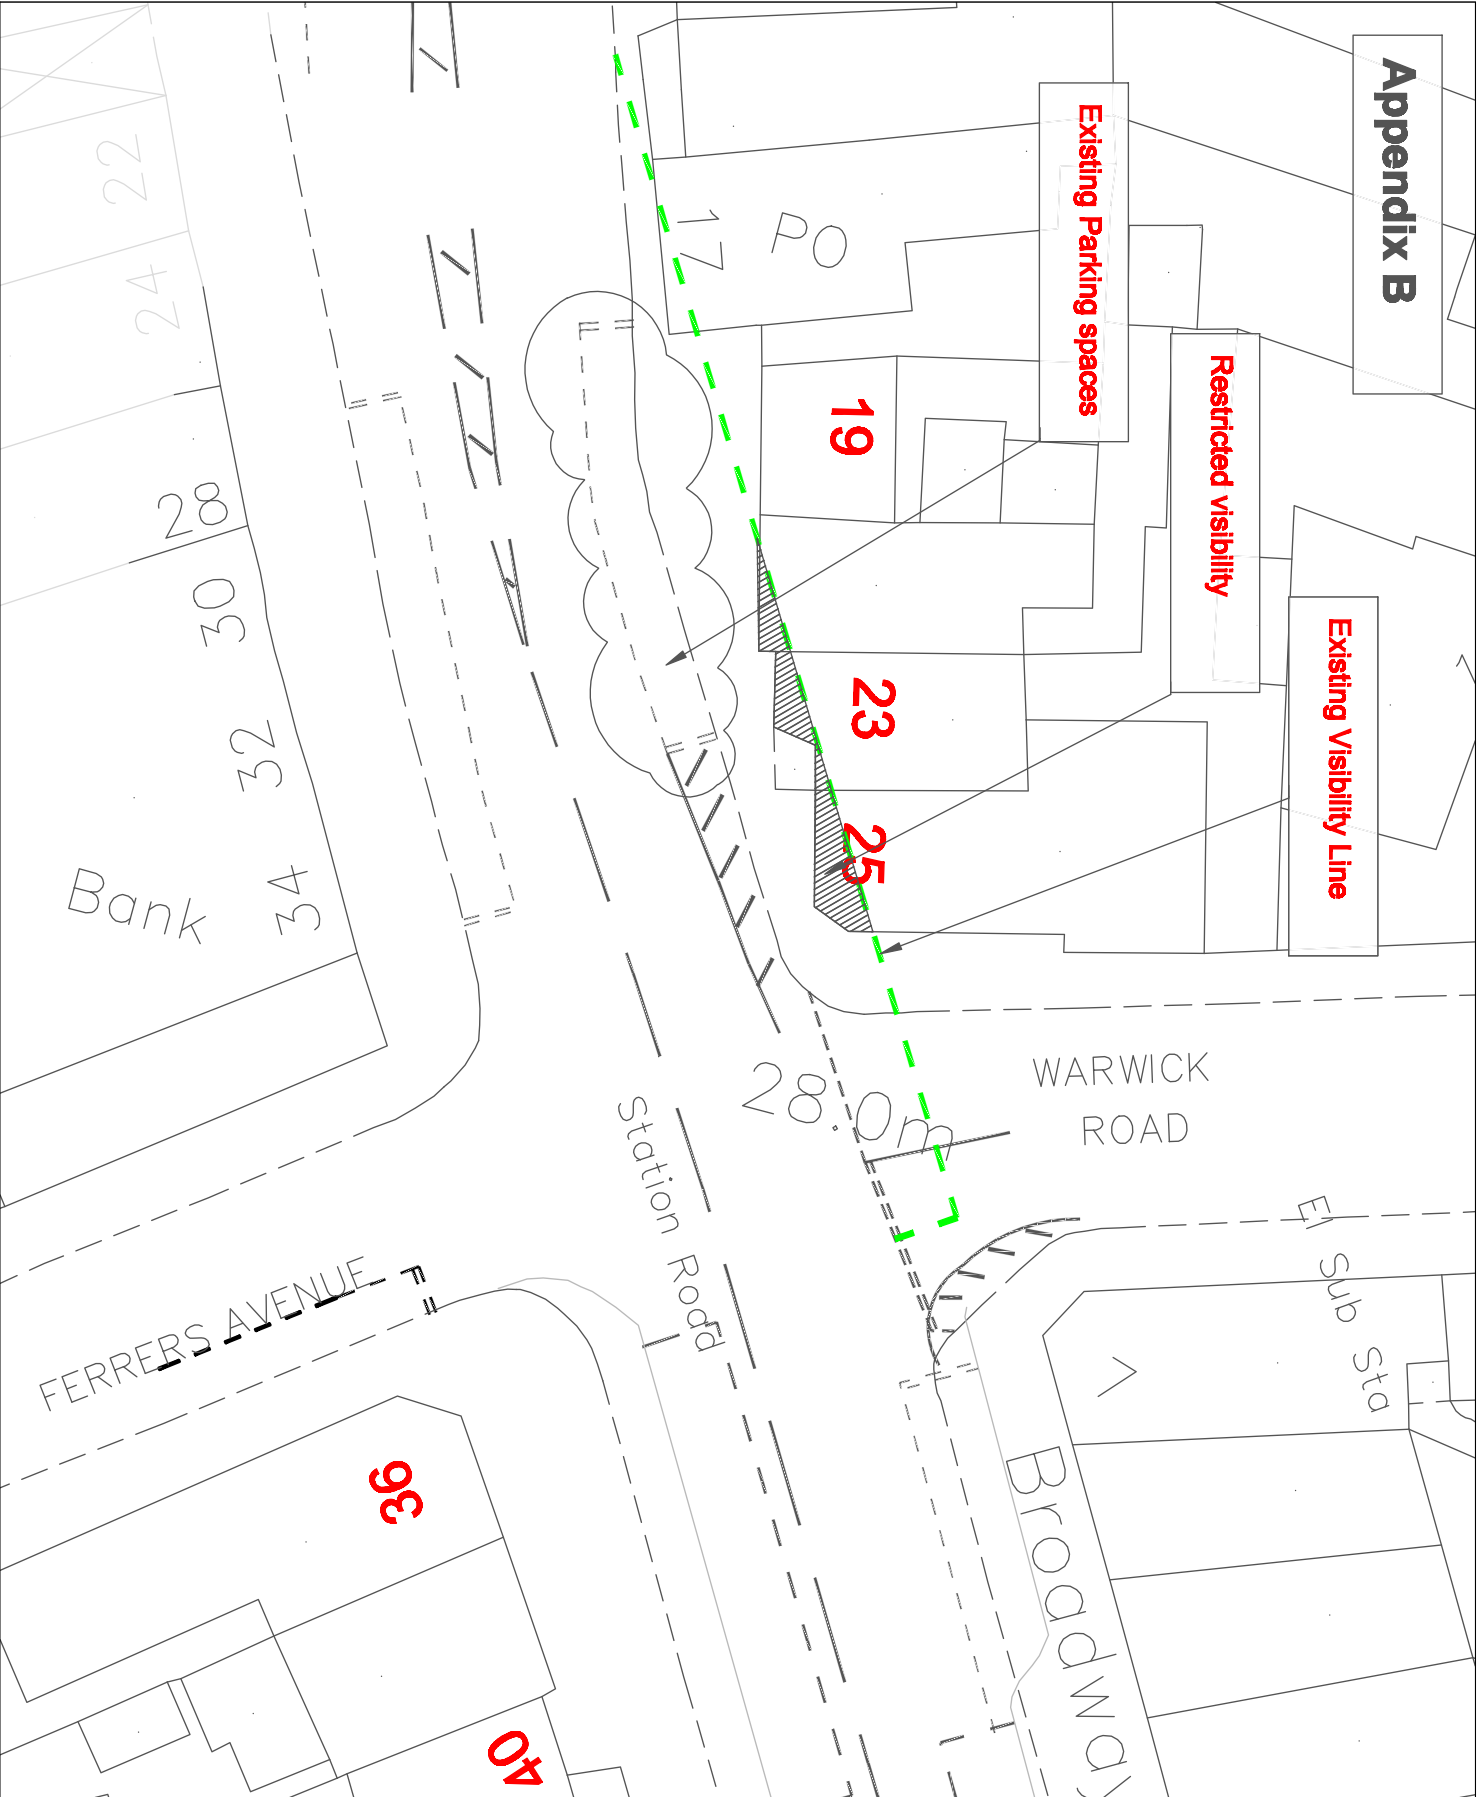 Appendix B
Existing Parking spaces
Restricted visibility
Existing Visibility Line
PO
17
19
23
25
22
24
28
30
32
34
Bank
28.0m
WARWICK
ROAD
Station Road
El Sub Sta
FERRERS AVENUE
36
40
Broadway